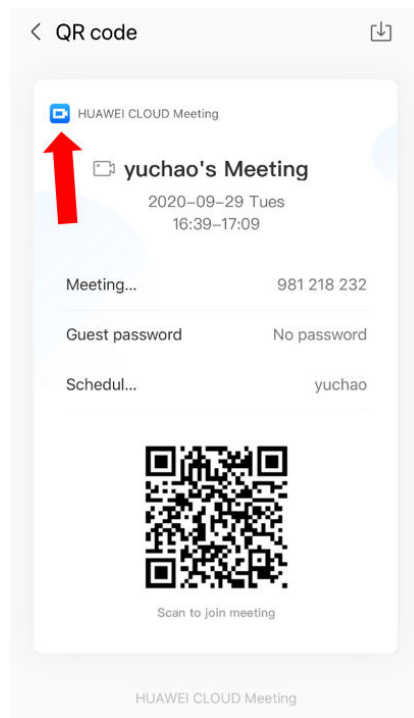 QR code
HUAWEI CLOUD Meeting
yuchao's Meeting
2020-09-29 Tues
16:39-17:09
Meeting... 981 218 232
Guest password No password
Schedul... yuchao
Scan to join meeting
HUAWEI CLOUD Meeting